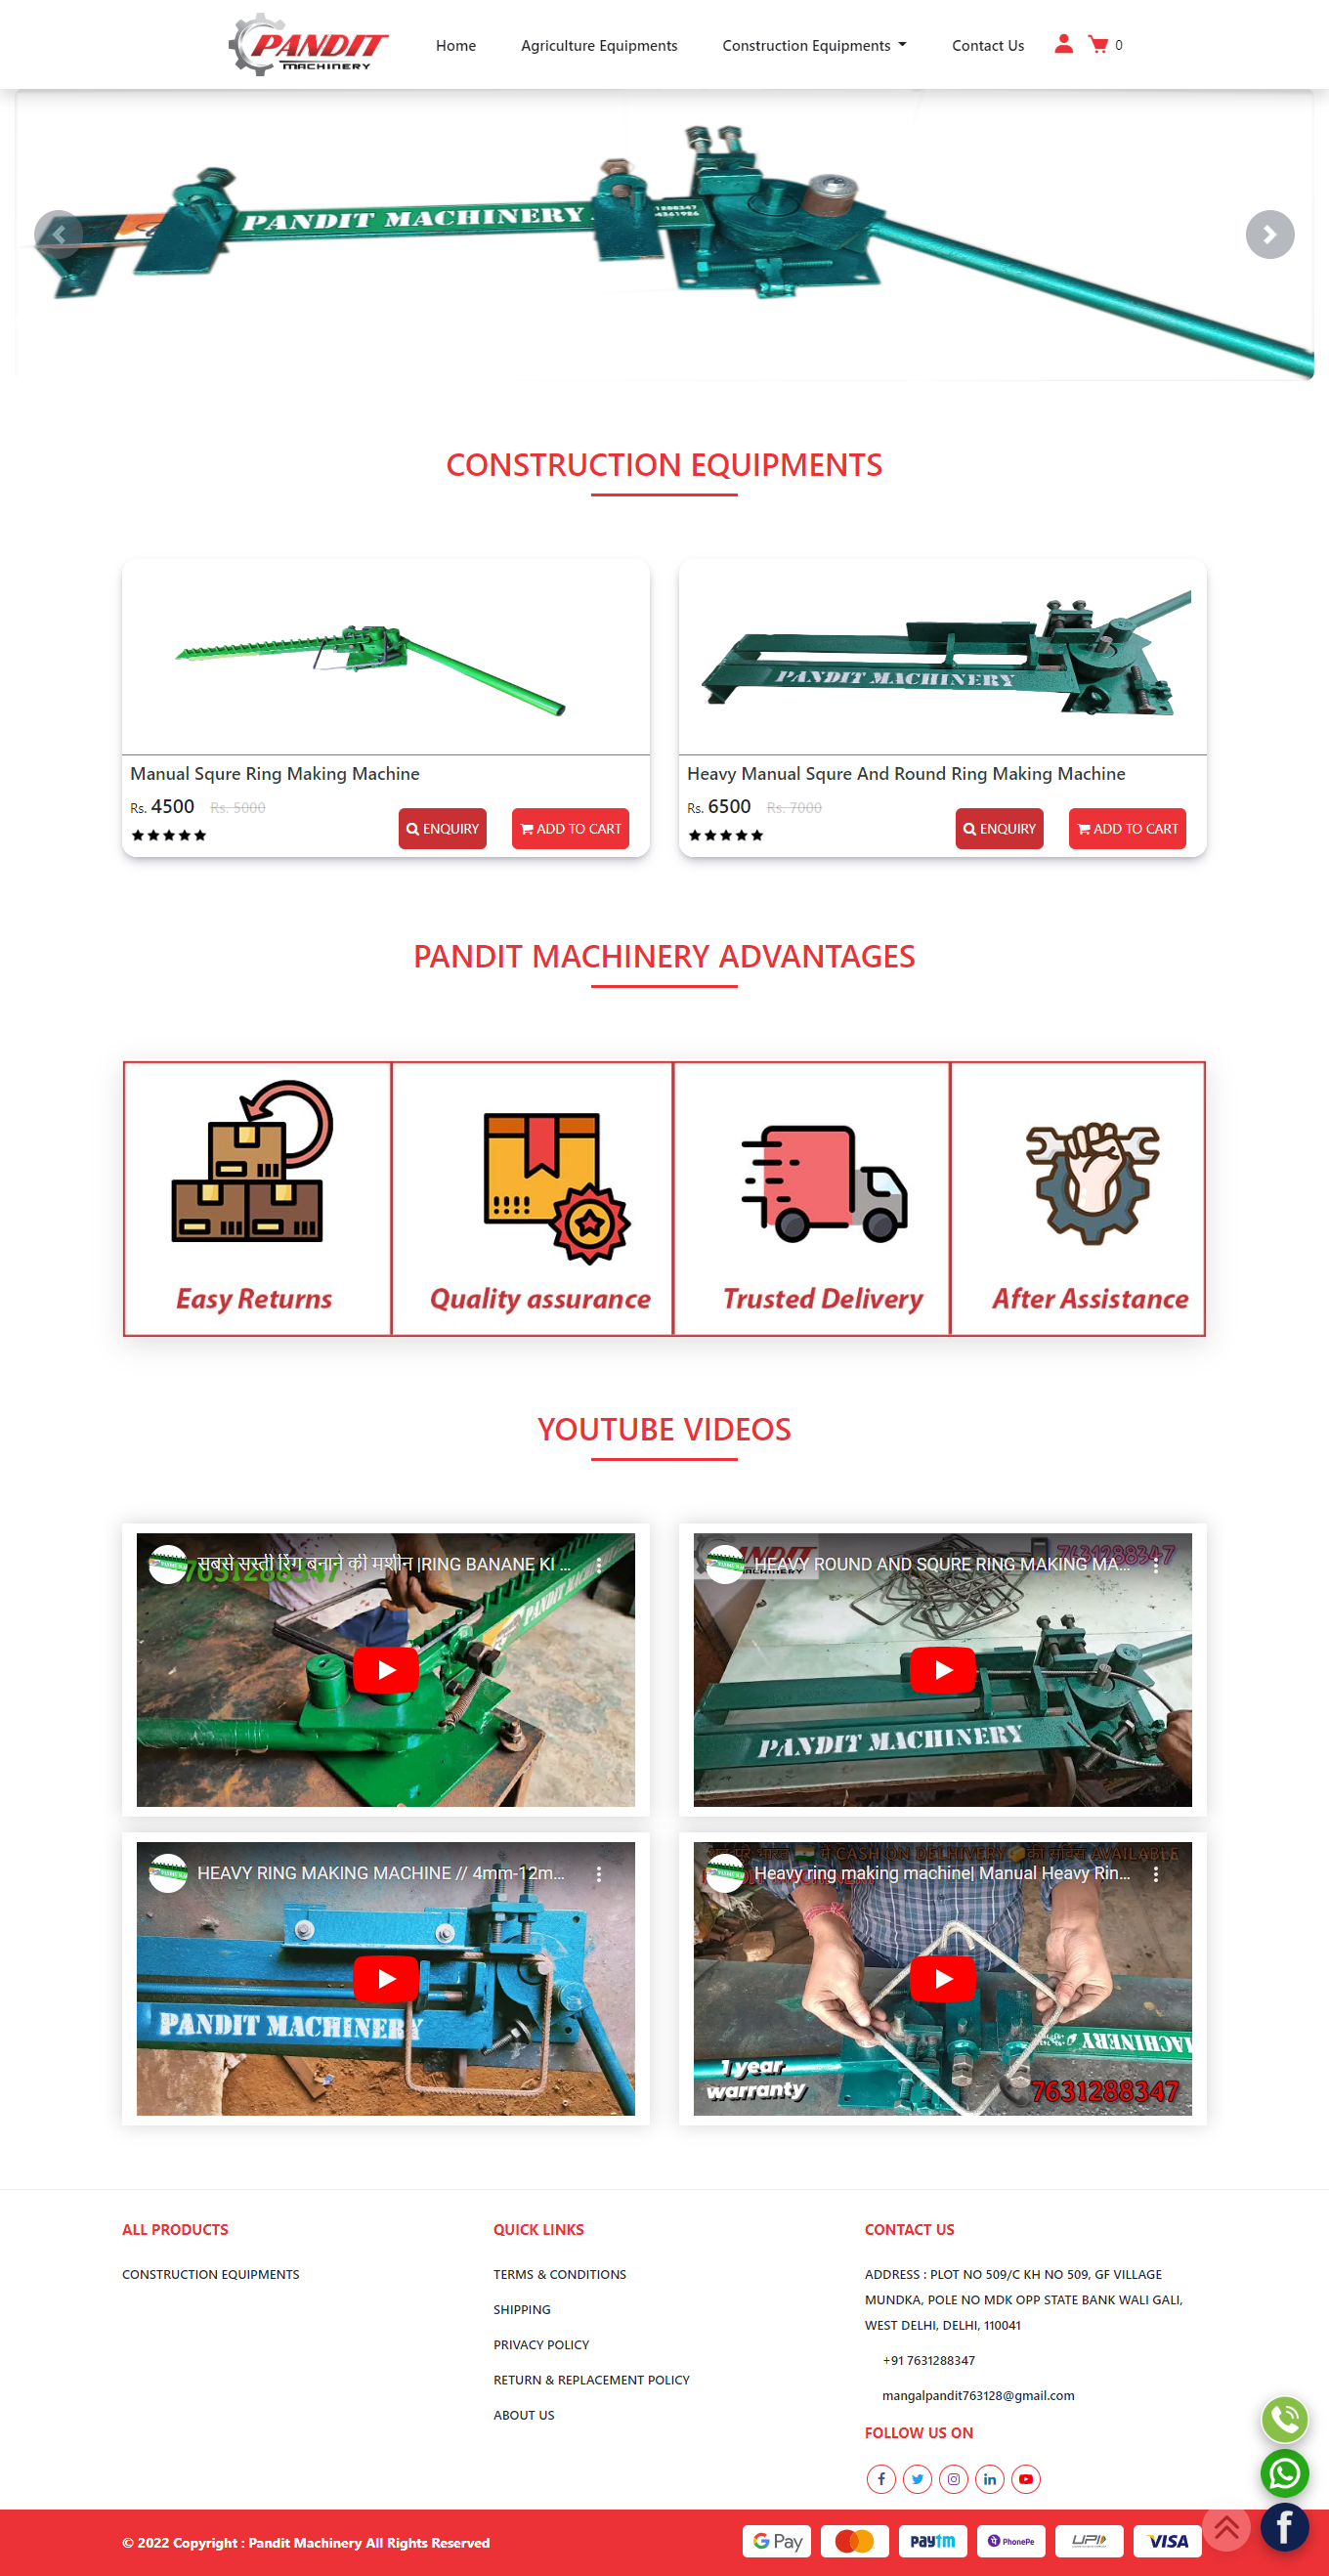 PANDIT
MACHINERY
Home
Agriculture Equipments
Construction Equipments
Contact Us
0
PANDIT MACHINERY
CONSTRUCTION EQUIPMENTS
PANDIT MACHINERY
Manual Squre Ring Making Machine
Rs. 4500 Rs. 5000
ENQUIRY
ADD TO CART
Heavy Manual Squre And Round Ring Making Machine
Rs. 6500 Rs. 7000
ENQUIRY
ADD TO CART
PANDIT MACHINERY ADVANTAGES
Easy Returns
Quality assurance
Trusted Delivery
After Assistance
YOUTUBE VIDEOS
सबसे सस्ती रिंग बनाने की मशीन |RING BANANE KI ...
7631288347
PANDIT MACHINE
HEAVY ROUND AND SQURE RING MAKING MA...
7631288347
PANDIT MACHINERY
HEAVY RING MAKING MACHINE // 4mm-12m...
PANDIT MACHINERY
Heavy ring making machine| Manual Heavy Rin...
MACHINERY
1 year
warranty
7631288347
ALL PRODUCTS
CONSTRUCTION EQUIPMENTS
QUICK LINKS
TERMS & CONDITIONS
SHIPPING
PRIVACY POLICY
RETURN & REPLACEMENT POLICY
ABOUT US
CONTACT US
ADDRESS : PLOT NO 509/C KH NO 509, GF VILLAGE
MUNDKA, POLE NO MDK OPP STATE BANK WALI GALI,
WEST DELHI, DELHI, 110041
+91 7631288347
mangalpandit763128@gmail.com
FOLLOW US ON
© 2022 Copyright : Pandit Machinery All Rights Reserved
G Pay
paytm
PhonePe
UPI
VISA